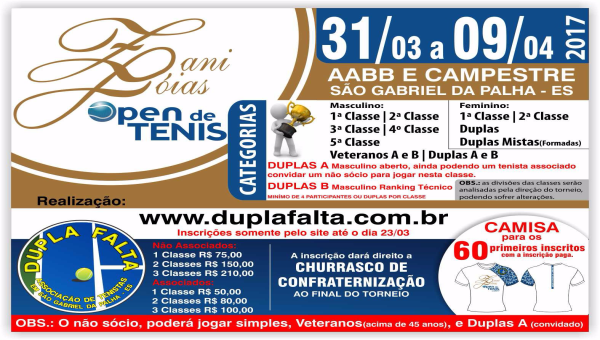 Zani
Jóias
Open de
TENIS
31/03 a 09/04
2017
AABB E CAMPESTRE
SÃO GABRIEL DA PALHA - ES
CATEGORIAS
Masculino:
1ª Classe | 2ª Classe
3ª Classe | 4º Classe
5ª Classe
Veteranos A e B | Duplas A e B
Feminino:
1ª Classe | 2ª Classe
Duplas
Duplas Mistas(Formadas)
DUPLAS A Masculino aberto, ainda podendo um tenista associado
convidar um não sócio para jogar nesta classe.
DUPLAS B Masculino Ranking Técnico
MINÍMO DE 4 PARTICIPANTES OU DUPLAS POR CLASSE
OBS.: as divisões das classes serão
analisadas pela direção do torneio,
podendo sofrer alterações.
Realização:
www.duplafalta.com.br
Inscrições somente pelo site até o dia 23/03
DUPLA FALTA
ASSOCIAÇÃO DE TENISTAS
DE SÃO GABRIEL DA PALHA - ES
Não Associados:
1 Classe R$ 75,00
2 Classes R$ 150,00
3 Classes R$ 210,00
Associados:
1 Classe R$ 50,00
2 Classes R$ 80,00
3 Classes R$ 100,00
A inscrição dará direito a
CHURRASCO DE
CONFRATERNIZAÇÃO
AO FINAL DO TORNEIO
CAMISA
para os
60 primeiros inscritos
com a inscrição paga.
OBS.: O não sócio, poderá jogar simples, Veteranos(acima de 45 anos), e Duplas A (convidado)